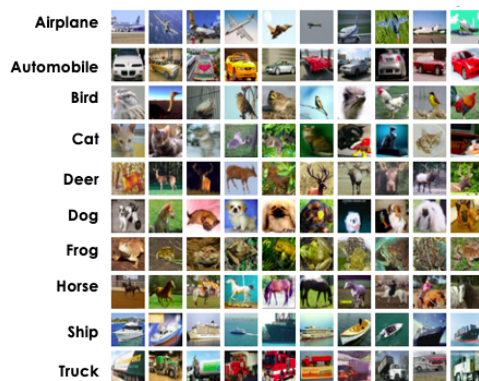 Airplane
Automobile
Bird
Cat
Deer
Dog
Frog
Horse
Ship
Truck